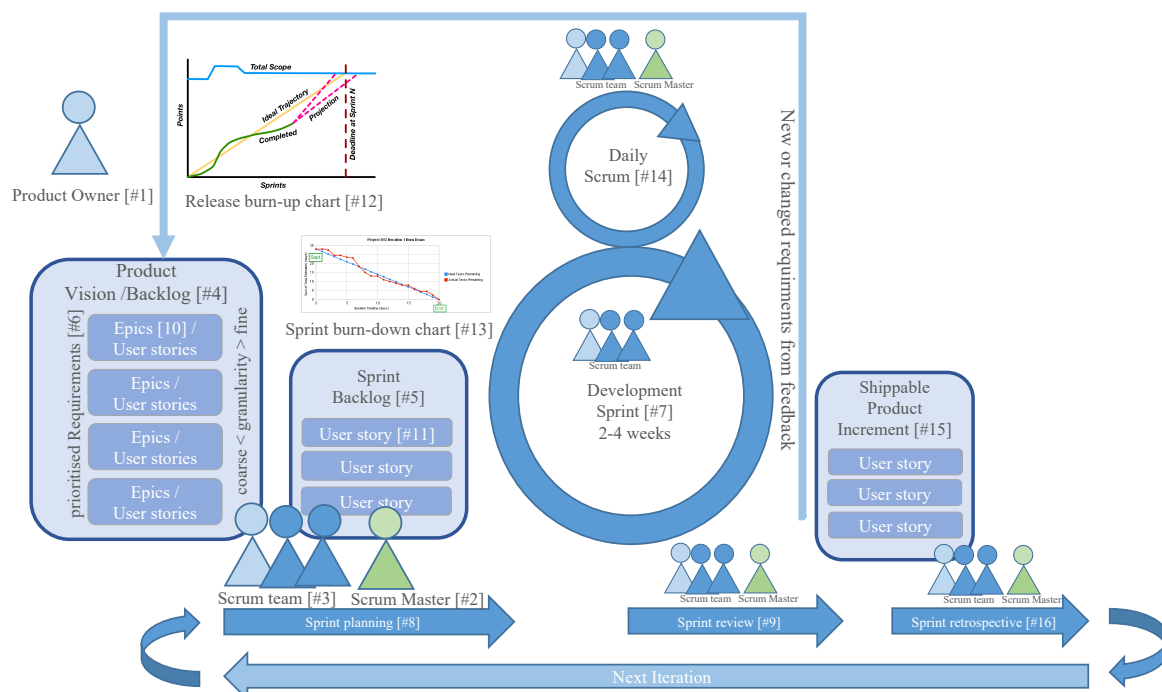 Product Owner [#1]
Points
Total Scope
Ideal Trajectory
Projection
Completed
Deadline at Sprint N
Sprints
Release burn-up chart [#12]
Scrum team
Scrum Master
Daily
Scrum [#14]
New or changed requirements from feedback
Product
Vision /Backlog [#4]
prioritised Requirements [#6]
Epics [10] /
User stories
Epics /
User stories
Epics /
User stories
Epics /
User stories
coarse < granularity > fine
Start
End
Sprint burn-down chart [#13]
Sprint
Backlog [#5]
User story [#11]
User story
User story
Scrum team
Development
Sprint [#7]
2-4 weeks
Shippable
Product
Increment [#15]
User story
User story
User story
Scrum team [#3]
Scrum Master [#2]
Scrum team
Scrum Master
Scrum team
Scrum Master
Sprint planning [#8]
Sprint review [#9]
Sprint retrospective [#16]
Next Iteration